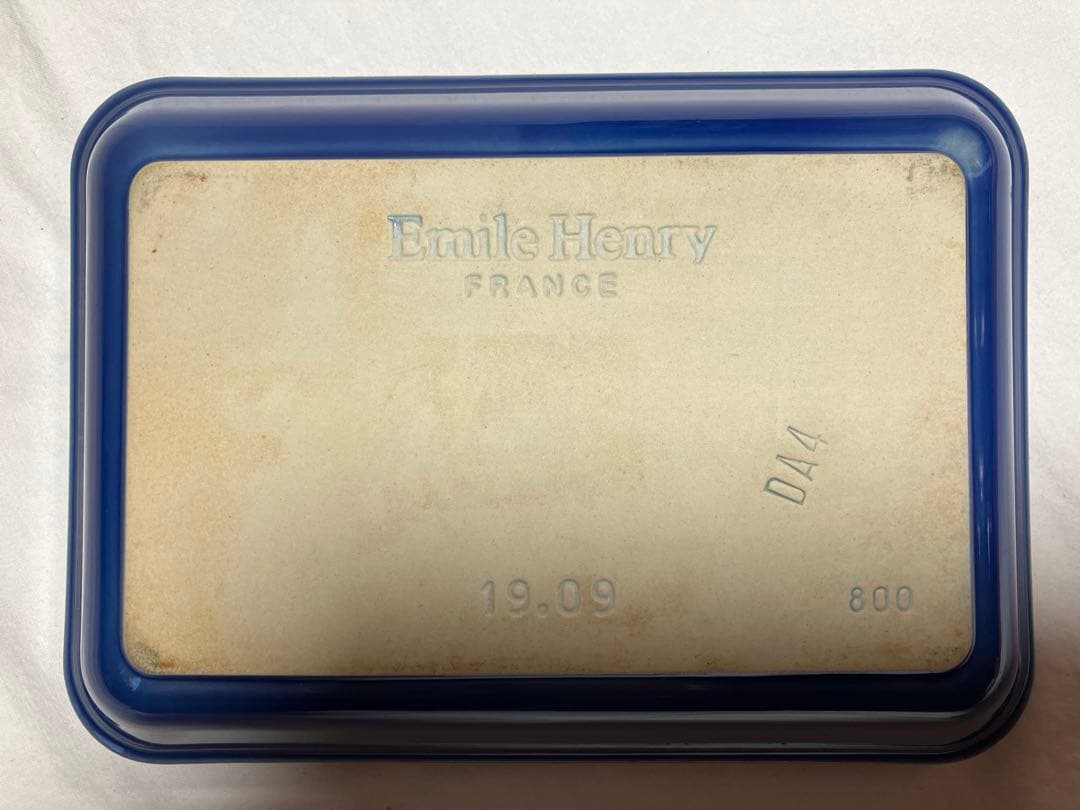 Emile Henry
FRANCE
DA4
19.09
800